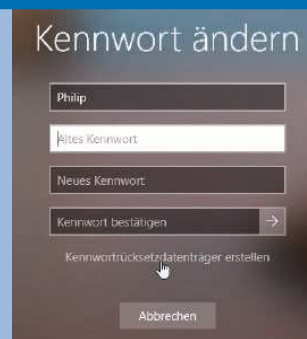 Kennwort ändern
Philip
Altes Kennwort
Neues Kennwort
Kennwort bestätigen
Kennwortrücksetzdatenträger erstellen
Abbrechen